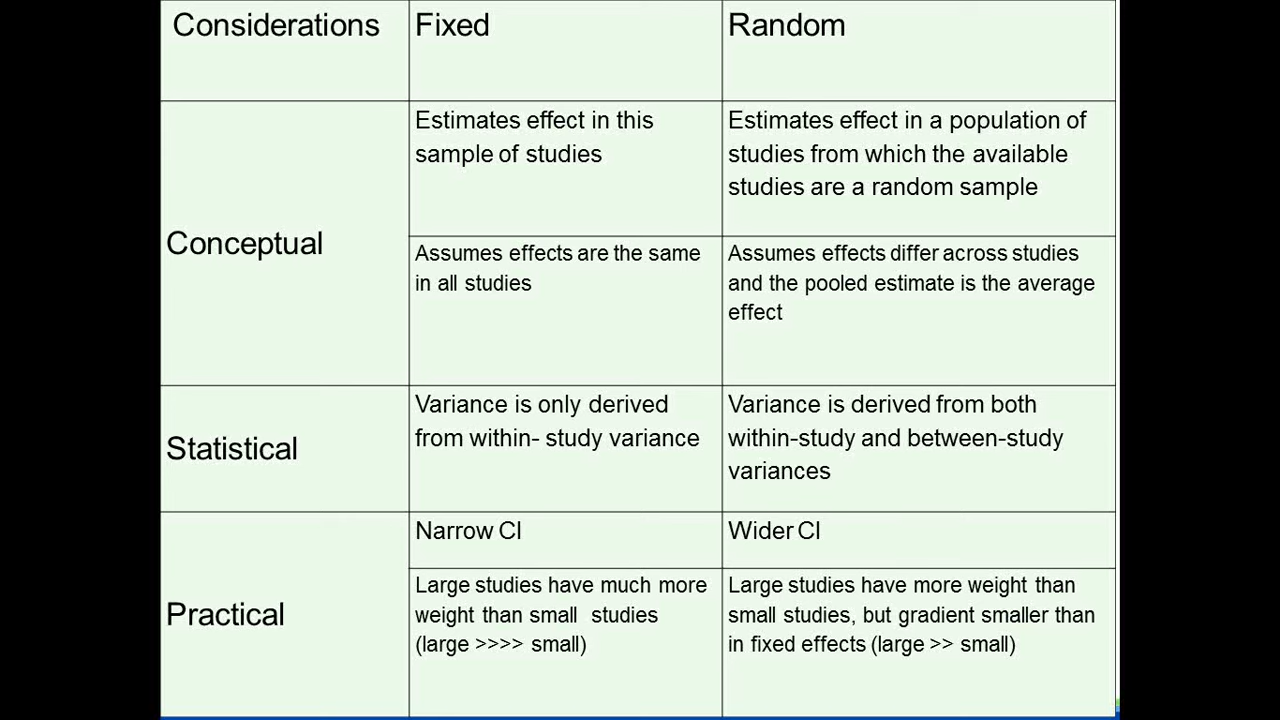 Considerations
Fixed
Random
Conceptual
Estimates effect in this
sample of studies
Estimates effect in a population of
studies from which the available
studies are a random sample
Assumes effects are the same
in all studies
Assumes effects differ across studies
and the pooled estimate is the average
effect
Statistical
Variance is only derived
from within- study variance
Variance is derived from both
within-study and between-study
variances
Practical
Narrow CI
Wider CI
Large studies have much more
weight than small studies
(large >>>> small)
Large studies have more weight than
small studies, but gradient smaller than
in fixed effects (large >> small)